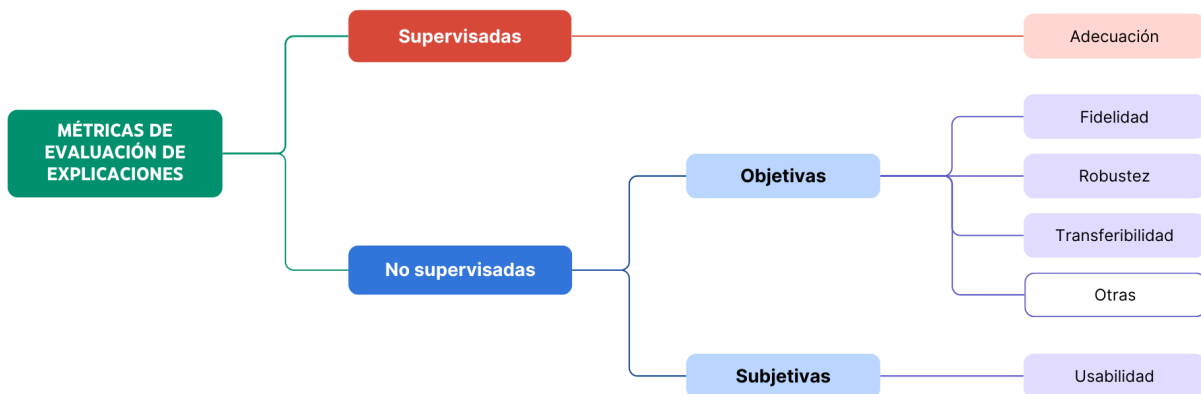 MÉTRICAS DE
EVALUACIÓN DE
EXPLICACIONES
Supervisadas
Adecuación
No supervisadas
Objetivas
Fidelidad
Robustez
Transferibilidad
Otras
Subjetivas
Usabilidad